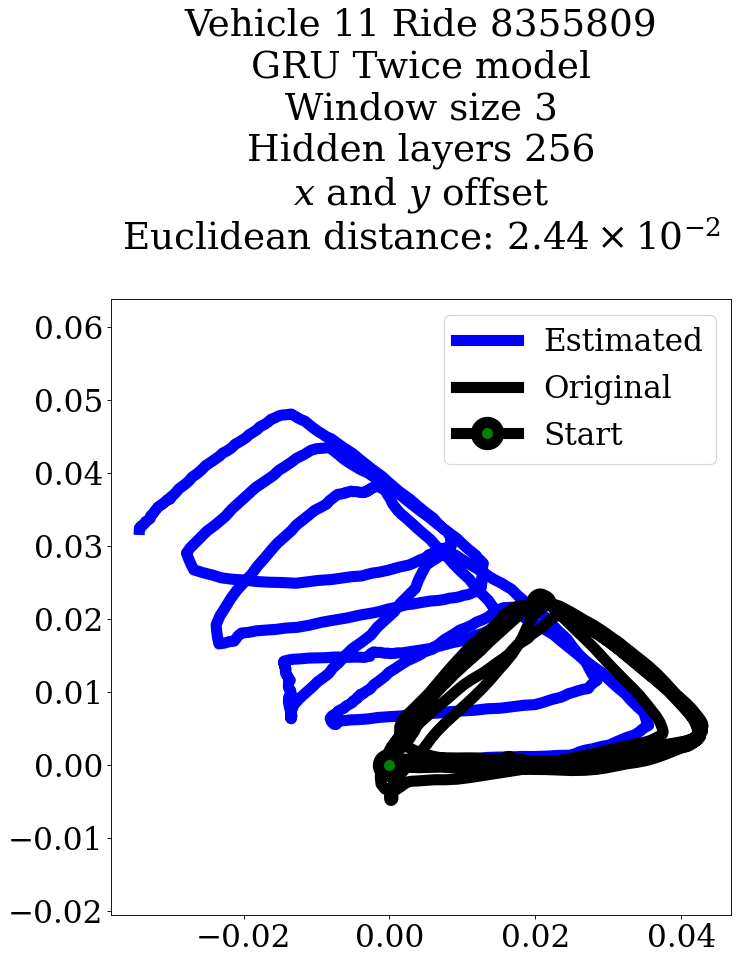 Vehicle 11 Ride 8355809
GRU Twice model
Window size 3
Hidden layers 256
x and y offset
Euclidean distance: 2.44 × 10⁻²
Estimated
Original
Start
0.06
0.05
0.04
0.03
0.02
0.01
0.00
−0.01
−0.02
−0.02 0.00 0.02 0.04